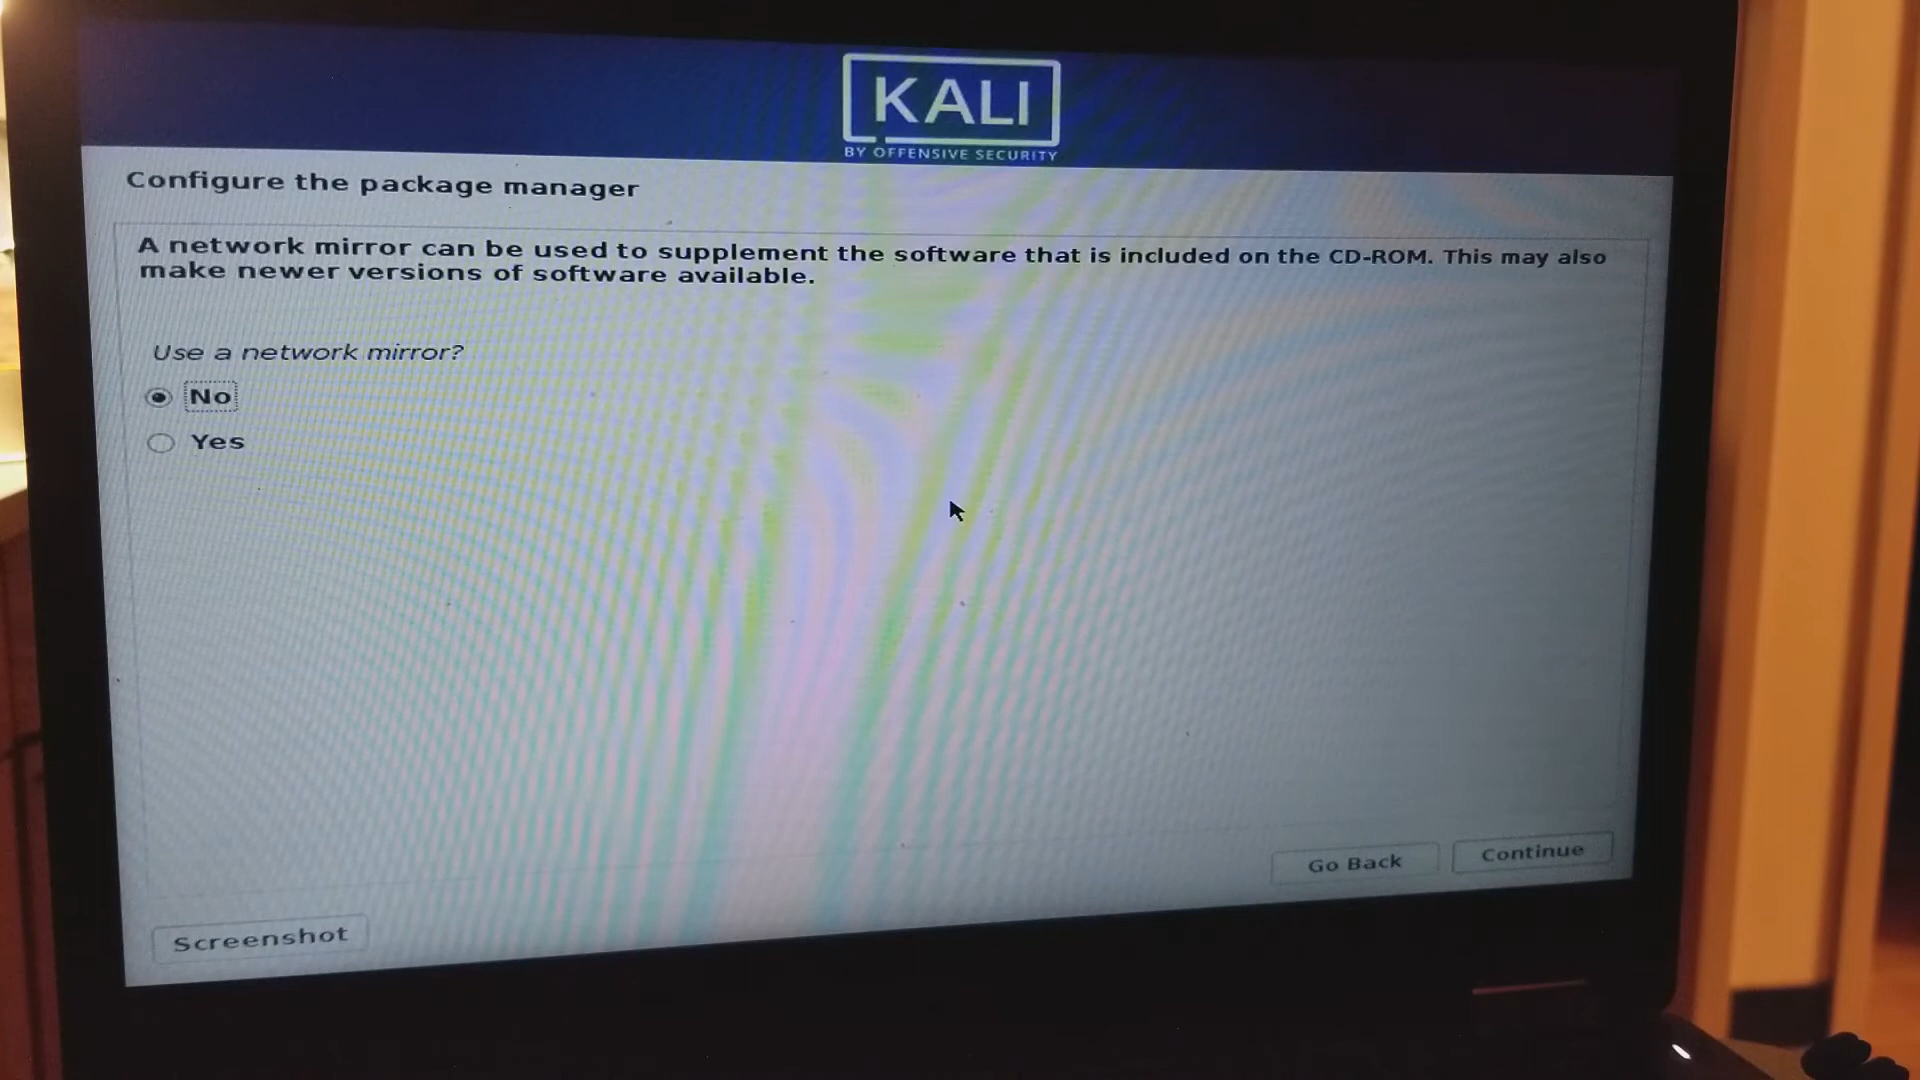 KALI
BY OFFENSIVE SECURITY
Configure the package manager
A network mirror can be used to supplement the software that is included on the CD-ROM. This may also
make newer versions of software available.
Use a network mirror?
No
Yes
Go Back
Continue
Screenshot